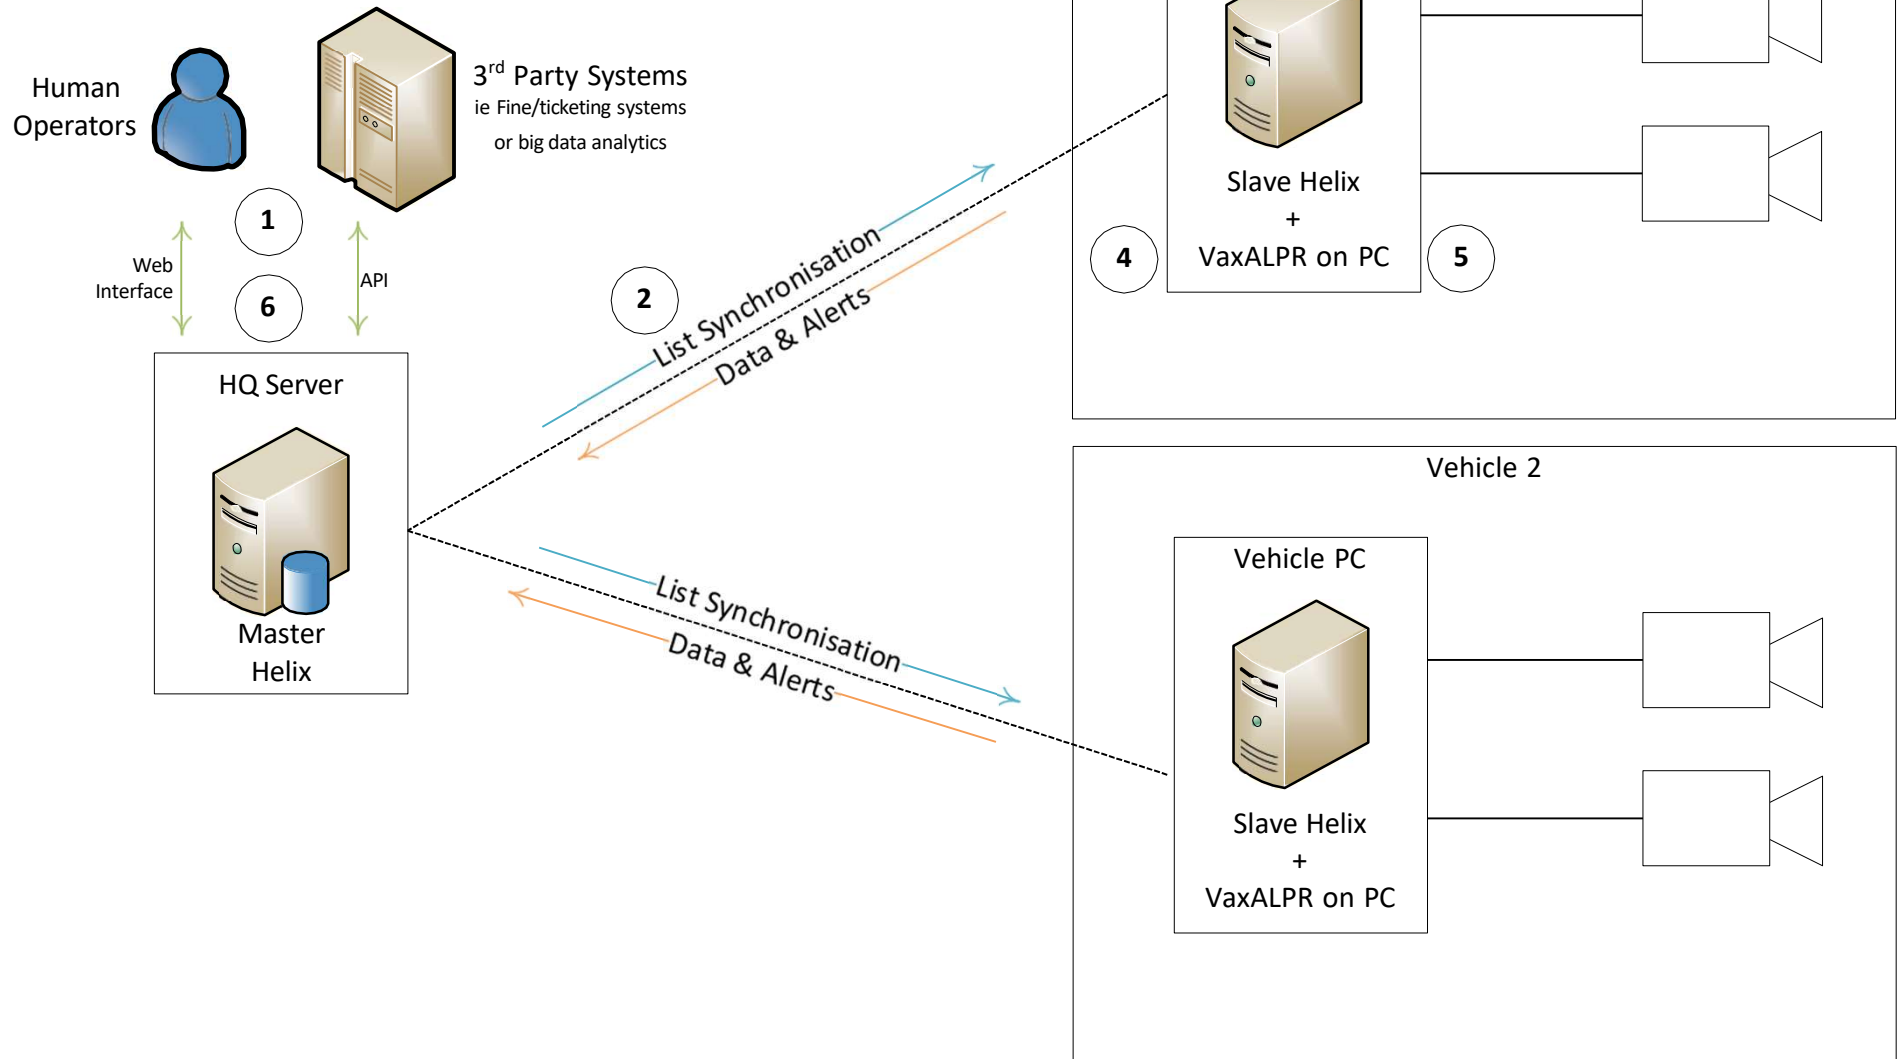 Human
Operators
3rd Party Systems
ie Fine/ticketing systems
or big data analytics
1
Web
Interface
6
API
2
List Synchronisation
Data & Alerts
Slave Helix
+
VaxALPR on PC
4
5
HQ Server
Master
Helix
List Synchronisation
Data & Alerts
Vehicle 2
Vehicle PC
Slave Helix
+
VaxALPR on PC